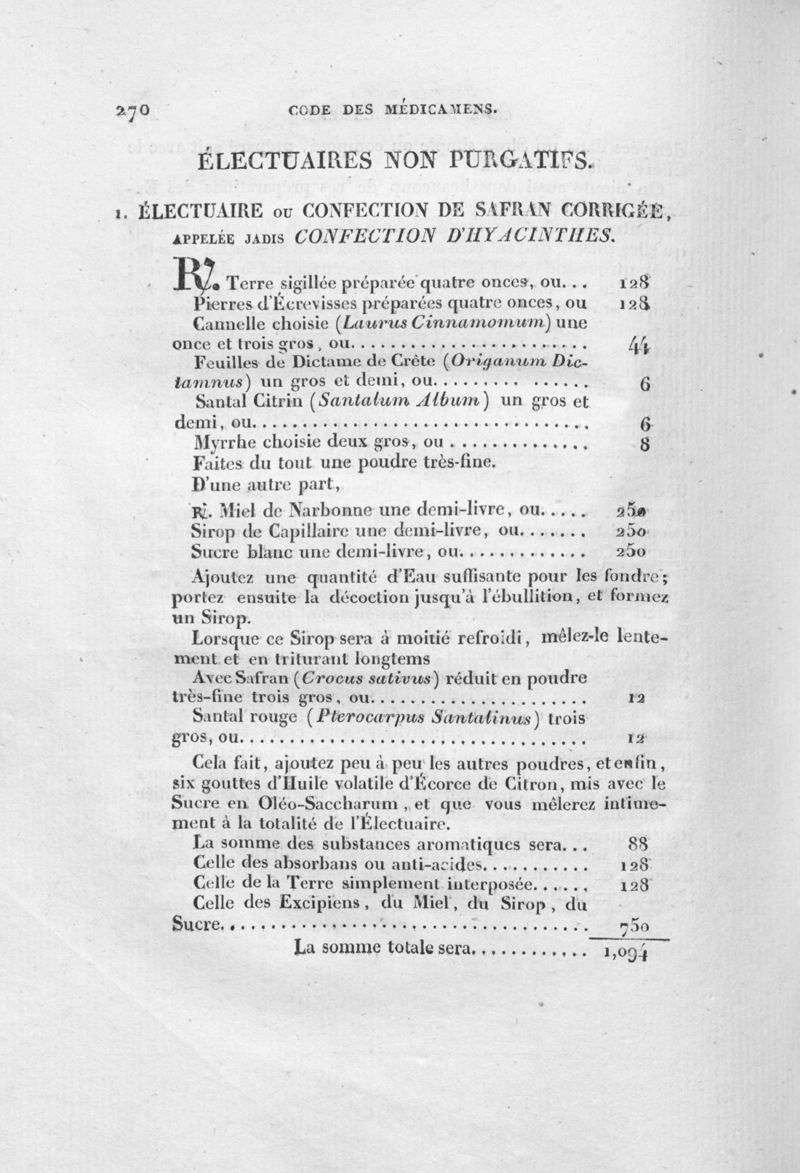 270 CODE DES MÉDICAMENS.
ÉLECTUAIRES NON PURGATIFS.
1. ÉLECTUAIRE ou CONFECTION DE SAFRAN CORRIGÉE,
APPELÉE JADIS CONFECTION D'HYACINTHES.
℞. Terre sigillée préparée quatre onces, ou... 128
Pierres d'Écrevisses préparées quatre onces, ou 128
Cannelle choisie (Laurus Cinnamomum) une
once et trois gros, ou........................ 44
Feuilles de Dictame de Crête (Origanum Dic-
tamnus) un gros et demi, ou......... ...... 6
Santal Citrin (Santalum Album) un gros et
demi, ou.................................. 6
Myrrhe choisie deux gros, ou .............. 8
Faites du tout une poudre très-fine.
D'une autre part,
℞. Miel de Narbonne une demi-livre, ou..... 250
Sirop de Capillaire une demi-livre, ou....... 250
Sucre blanc une demi-livre, ou............. 250
Ajoutez une quantité d'Eau suffisante pour les fondre;
portez ensuite la décoction jusqu'à l'ébullition, et formez
un Sirop.
Lorsque ce Sirop sera à moitié refroidi, mêlez-le lente-
ment et en triturant longtems
Avec Safran (Crocus sativus) réduit en poudre
très-fine trois gros, ou...................... 12
Santal rouge (Pterocarpus Santalinus) trois
gros, ou................................... 12
Cela fait, ajoutez peu à peu les autres poudres, et enfin,
six gouttes d'Huile volatile d'Écorce de Citron, mis avec le
Sucre en Oléo-Saccharum, et que vous mêlerez intime-
ment à la totalité de l'Électuaire.
La somme des substances aromatiques sera... 88
Celle des absorbans ou anti-acides........... 128
Celle de la Terre simplement interposée...... 128
Celle des Excipiens, du Miel, du Sirop, du
Sucre..................................... 750
La somme totale sera............ 1,094